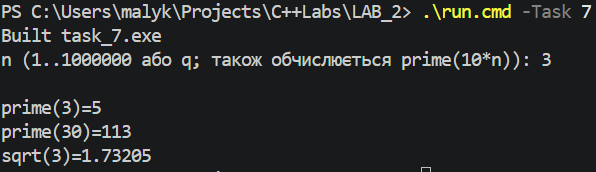 PS C:\Users\malyk\Projects\C++Labs\LAB_2> .\run.cmd -Task 7
Built task_7.exe
n (1..1000000 або q; також обчислюється prime(10*n)): 3
prime(3)=5
prime(30)=113
sqrt(3)=1.73205